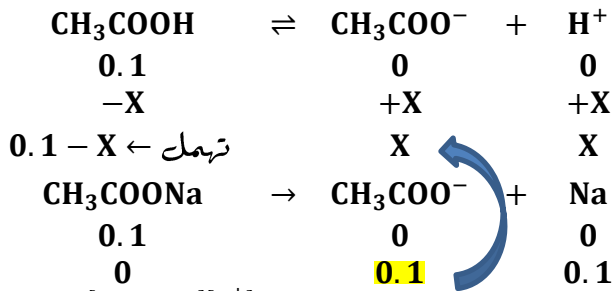 CH₃COOH ⇌ CH₃COO⁻ + H⁺
0.1 0 0
−X +X +X
0.1 − X ← تهمل X X
CH₃COONa → CH₃COO⁻ + Na
0.1 0 0
0 0.1 0.1